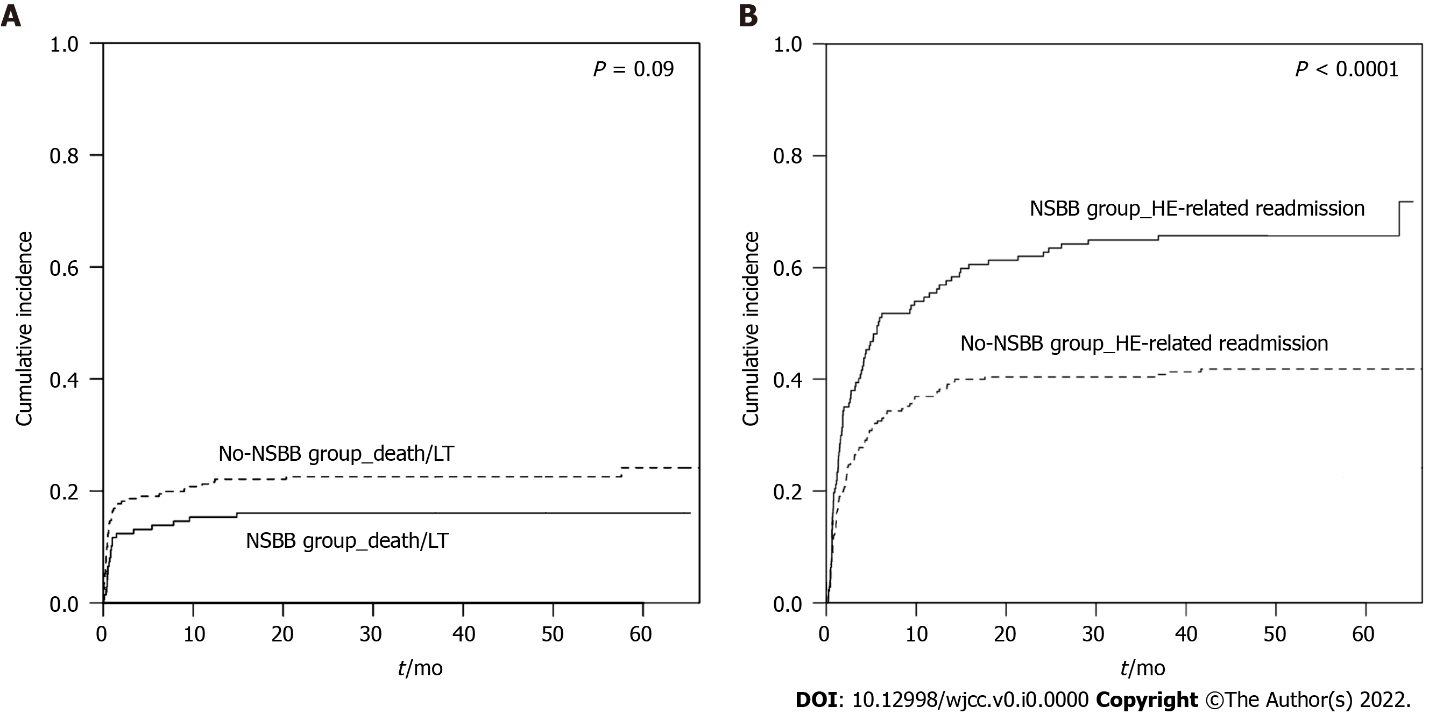 A
1.0
0.8
0.6
0.4
0.2
0.0
Cumulative incidence
P = 0.09
No-NSBB group_death/LT
NSBB group_death/LT
0 10 20 30 40 50 60
t/mo
B
1.0
0.8
0.6
0.4
0.2
0.0
Cumulative incidence
P < 0.0001
NSBB group_HE-related readmission
No-NSBB group_HE-related readmission
0 10 20 30 40 50 60
t/mo
DOI: 10.12998/wjcc.v0.i0.0000 Copyright ©The Author(s) 2022.